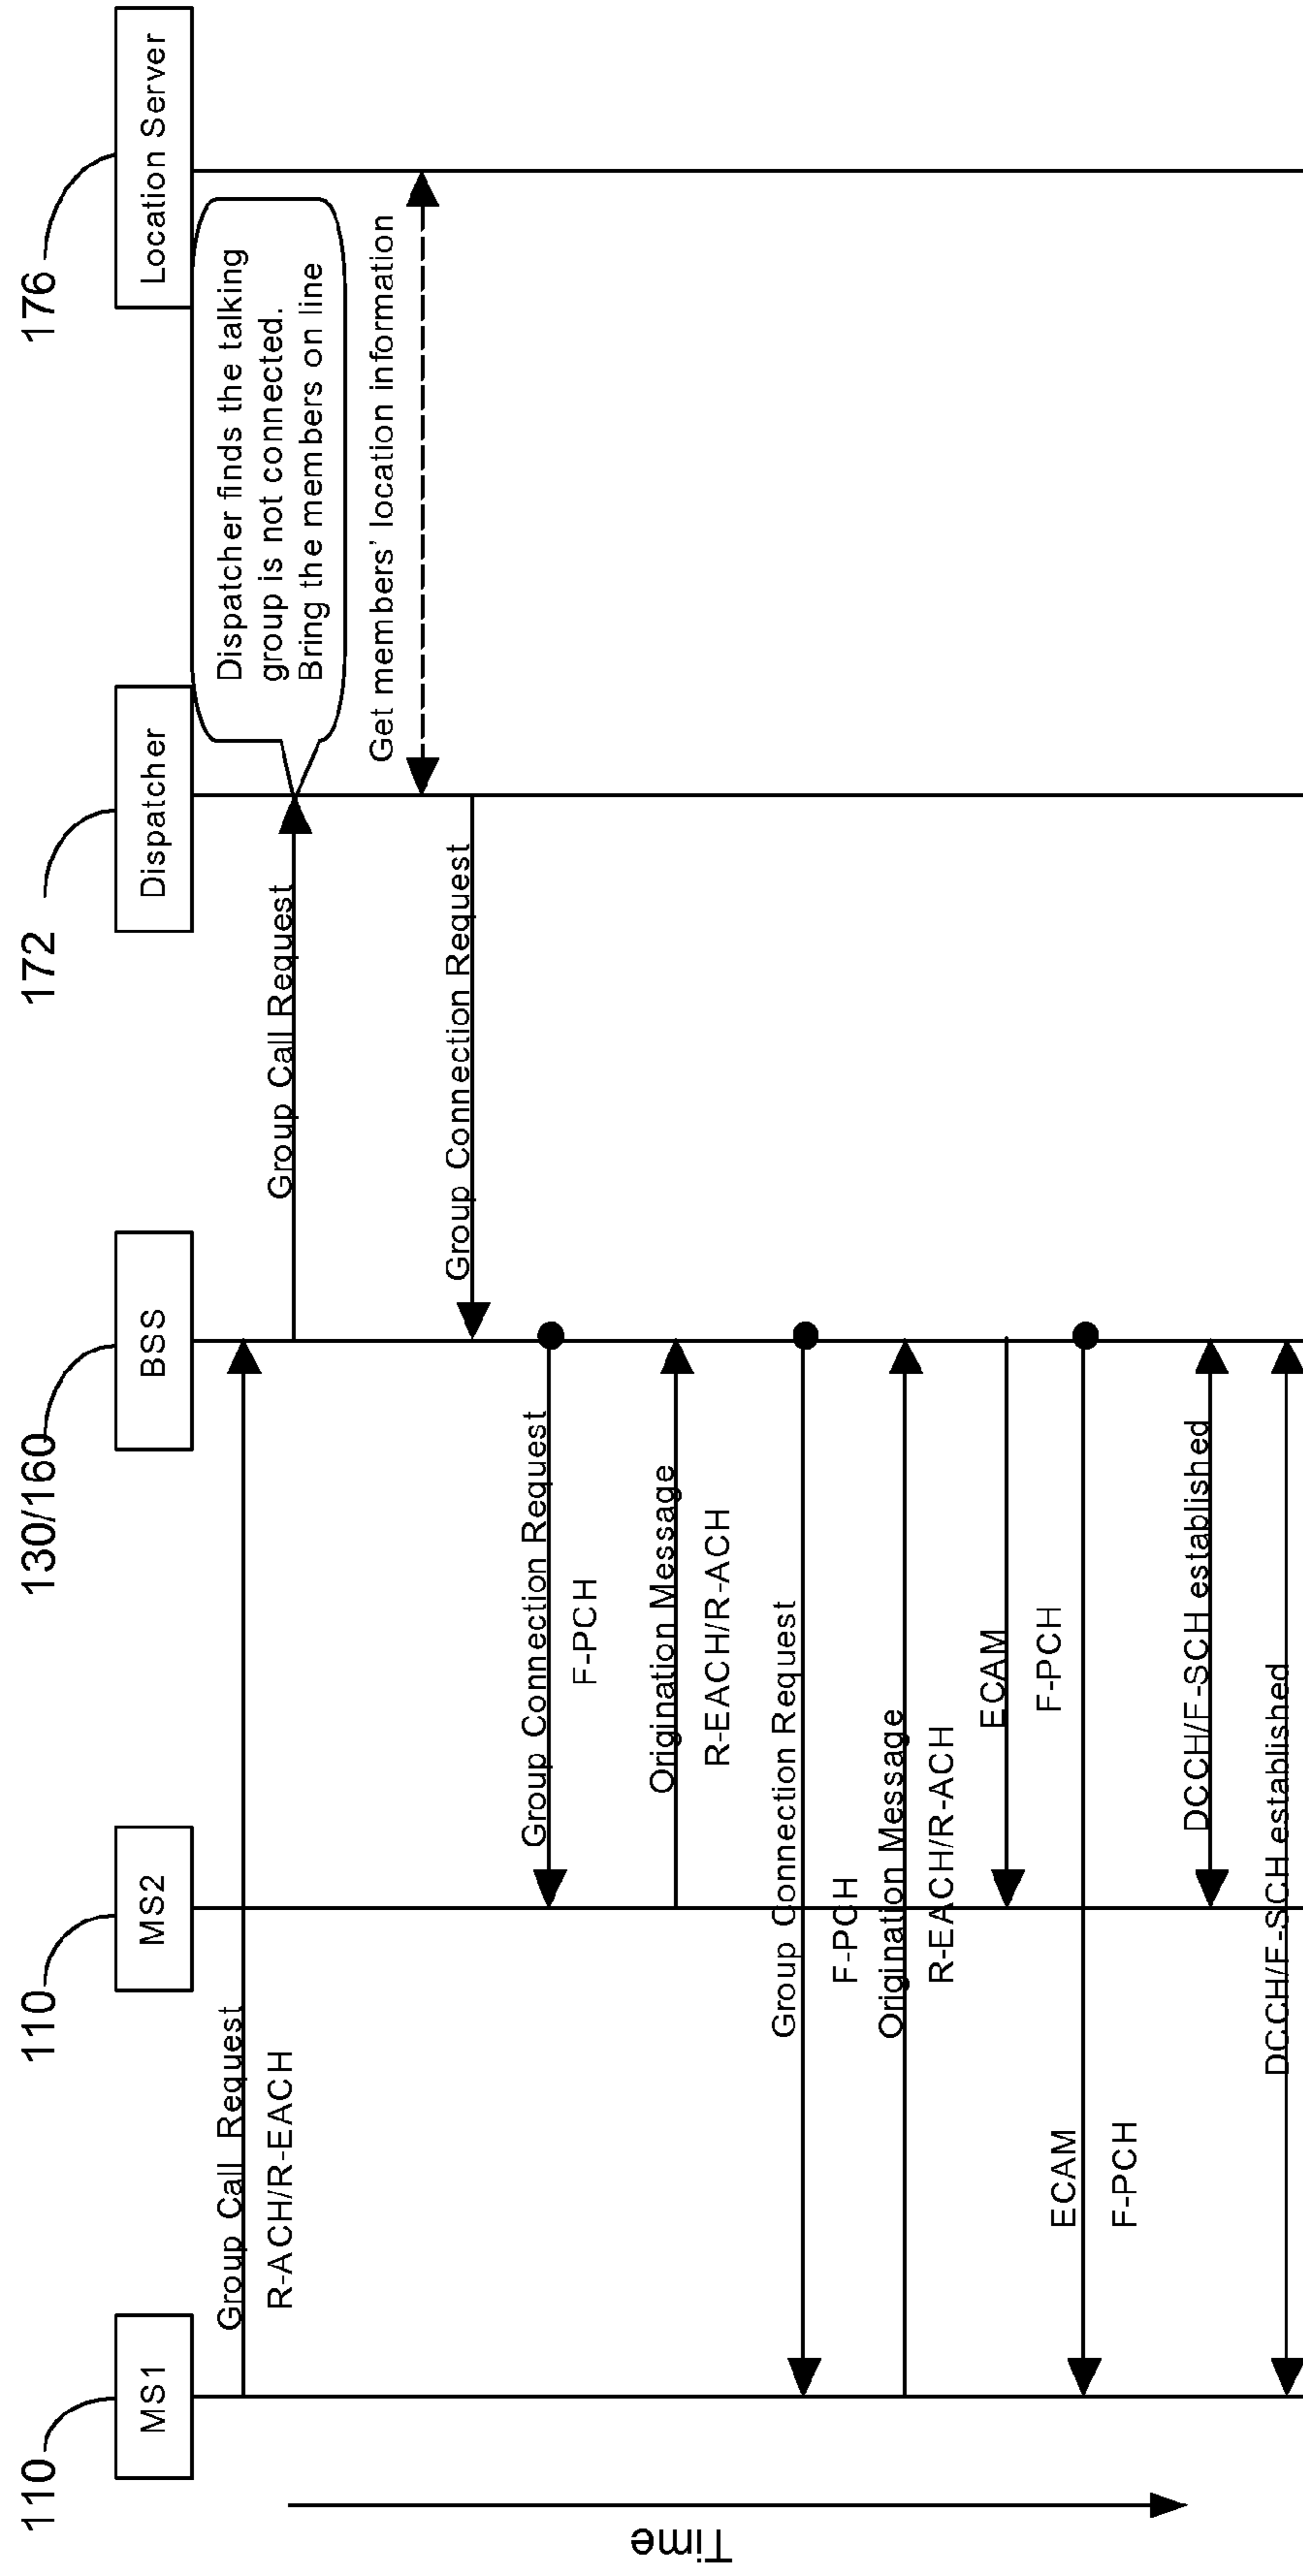 110
110
130/160
172
176
MS1
MS2
BSS
Dispatcher
Location Server
Time
Group Call Request
R-ACH/R-EACH
Group Call Request
Dispatcher finds the talking
group is not connected.
Bring the members on line
Get members' location information
Group Connection Request
Group Connection Request
F-PCH
Origination Message
R-EACH/R-ACH
Group Connection Request
F-PCH
Origination Message
R-EACH/R-ACH
ECAM
F-PCH
ECAM
F-PCH
DCCH/F-SCH established
DCCH/F-SCH established